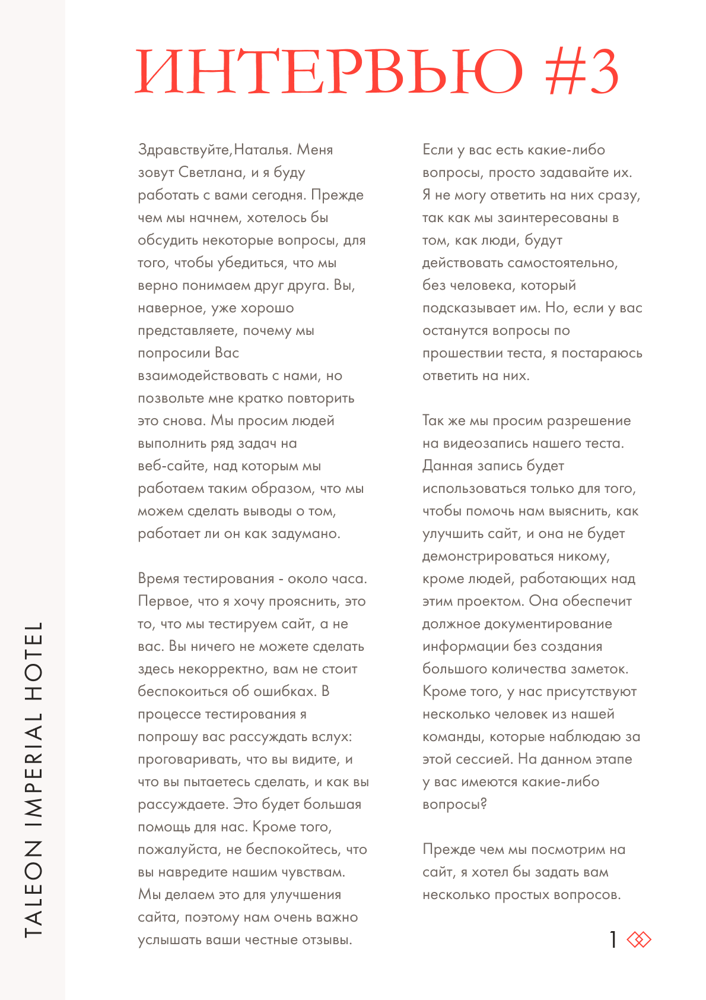 ИНТЕРВЬЮ #3
Здравствуйте,Наталья. Меня
зовут Светлана, и я буду
работать с вами сегодня. Прежде
чем мы начнем, хотелось бы
обсудить некоторые вопросы, для
того, чтобы убедиться, что мы
верно понимаем друг друга. Вы,
наверное, уже хорошо
представляете, почему мы
попросили Вас
взаимодействовать с нами, но
позвольте мне кратко повторить
это снова. Мы просим людей
выполнить ряд задач на
веб-сайте, над которым мы
работаем таким образом, что мы
можем сделать выводы о том,
работает ли он как задумано.
Время тестирования - около часа.
Первое, что я хочу прояснить, это
то, что мы тестируем сайт, а не
вас. Вы ничего не можете сделать
здесь некорректно, вам не стоит
беспокоиться об ошибках. В
процессе тестирования я
попрошу вас рассуждать вслух:
проговаривать, что вы видите, и
что вы пытаетесь сделать, и как вы
рассуждаете. Это будет большая
помощь для нас. Кроме того,
пожалуйста, не беспокойтесь, что
вы навредите нашим чувствам.
Мы делаем это для улучшения
сайта, поэтому нам очень важно
услышать ваши честные отзывы.
Если у вас есть какие-либо
вопросы, просто задавайте их.
Я не могу ответить на них сразу,
так как мы заинтересованы в
том, как люди, будут
действовать самостоятельно,
без человека, который
подсказывает им. Но, если у вас
останутся вопросы по
прошествии теста, я постараюсь
ответить на них.
Так же мы просим разрешение
на видеозапись нашего теста.
Данная запись будет
использоваться только для того,
чтобы помочь нам выяснить, как
улучшить сайт, и она не будет
демонстрироваться никому,
кроме людей, работающих над
этим проектом. Она обеспечит
должное документирование
информации без создания
большого количества заметок.
Кроме того, у нас присутствуют
несколько человек из нашей
команды, которые наблюдаю за
этой сессией. На данном этапе
у вас имеются какие-либо
вопросы?
Прежде чем мы посмотрим на
сайт, я хотел бы задать вам
несколько простых вопросов.
1
TALEON IMPERIAL HOTEL